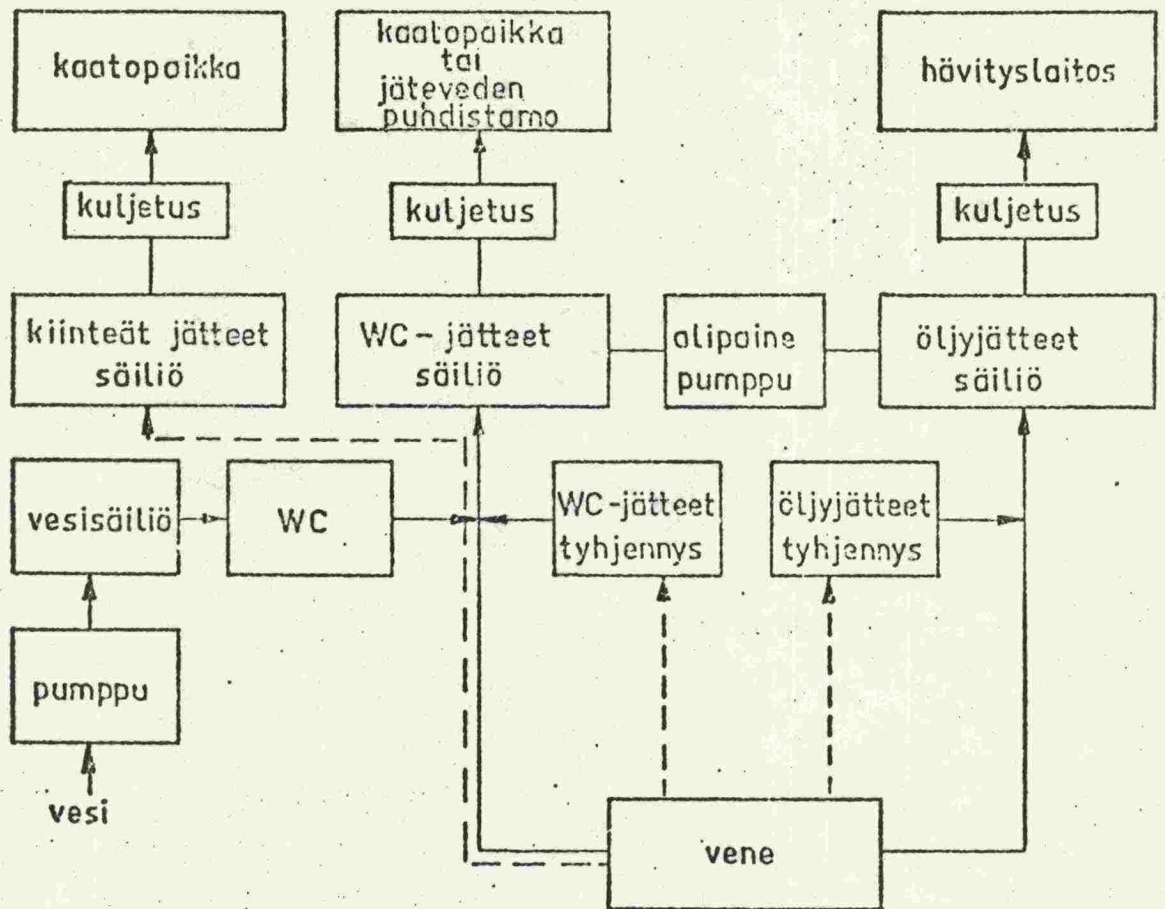 kaatopaikka
kaatopaikka
tai
jäteveden
puhdistamo
hävityslaitos
kuljetus
kuljetus
kuljetus
kiinteät jätteet
säiliö
WC-jätteet
säiliö
alipaine
pumppu
öljyjätteet
säiliö
vesisäiliö
WC
WC-jätteet
tyhjennys
öljyjätteet
tyhjennys
pumppu
vesi
vene